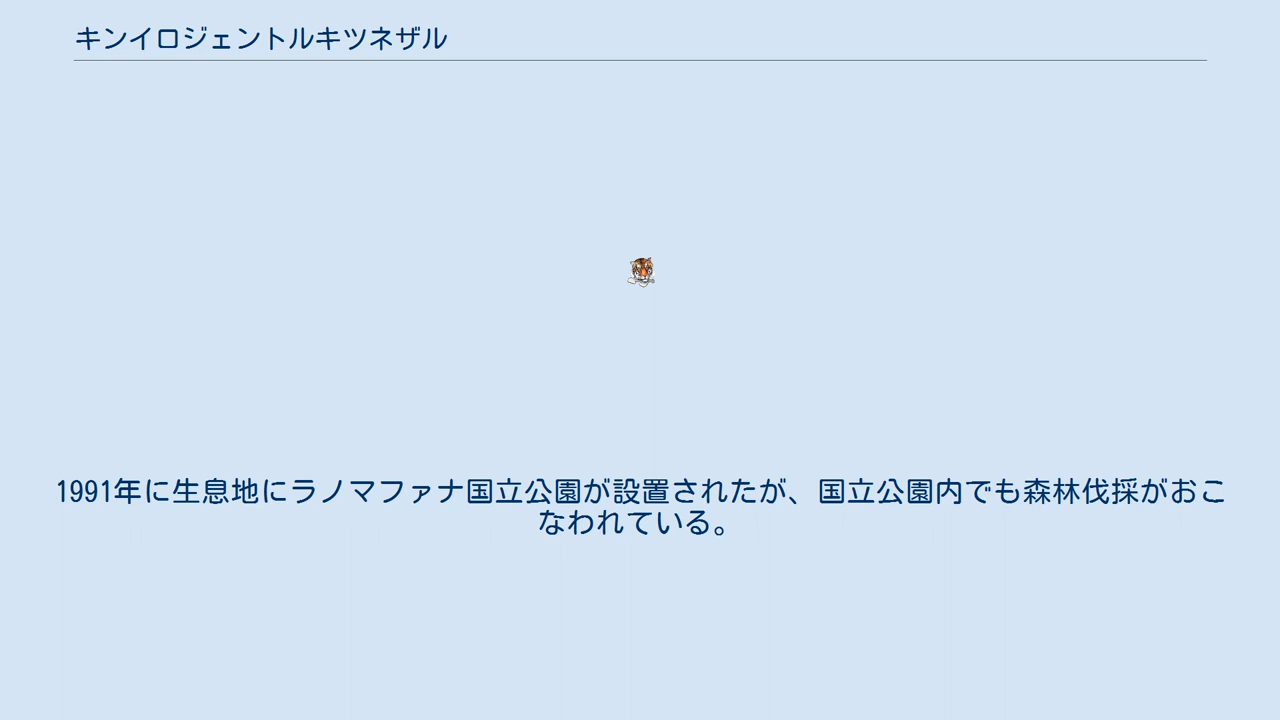 キンイロジェントルキツネザル
1991年に生息地にラノマファナ国立公園が設置されたが、国立公園内でも森林伐採がおこ
なわれている。